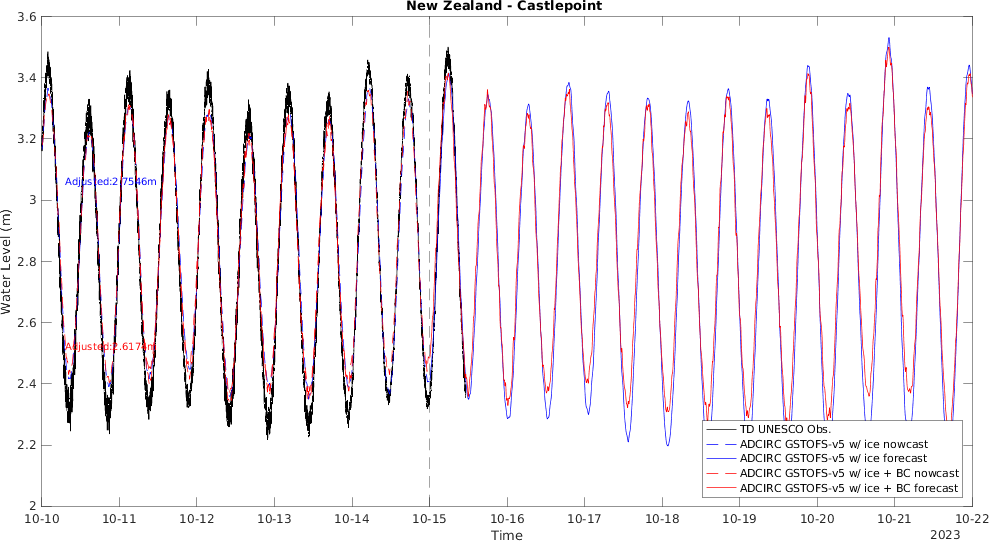 New Zealand - Castlepoint
3.6
3.4
3.2
3
2.8
2.6
2.4
2.2
2
Water Level (m)
Adjusted:2.7546m
Adjusted:2.6178m
TD UNESCO Obs.
ADCIRC GSTOFS-v5 w/ ice nowcast
ADCIRC GSTOFS-v5 w/ ice forecast
ADCIRC GSTOFS-v5 w/ ice + BC nowcast
ADCIRC GSTOFS-v5 w/ ice + BC forecast
10-10 10-11 10-12 10-13 10-14 10-15 10-16 10-17 10-18 10-19 10-20 10-21 10-22
Time
2023